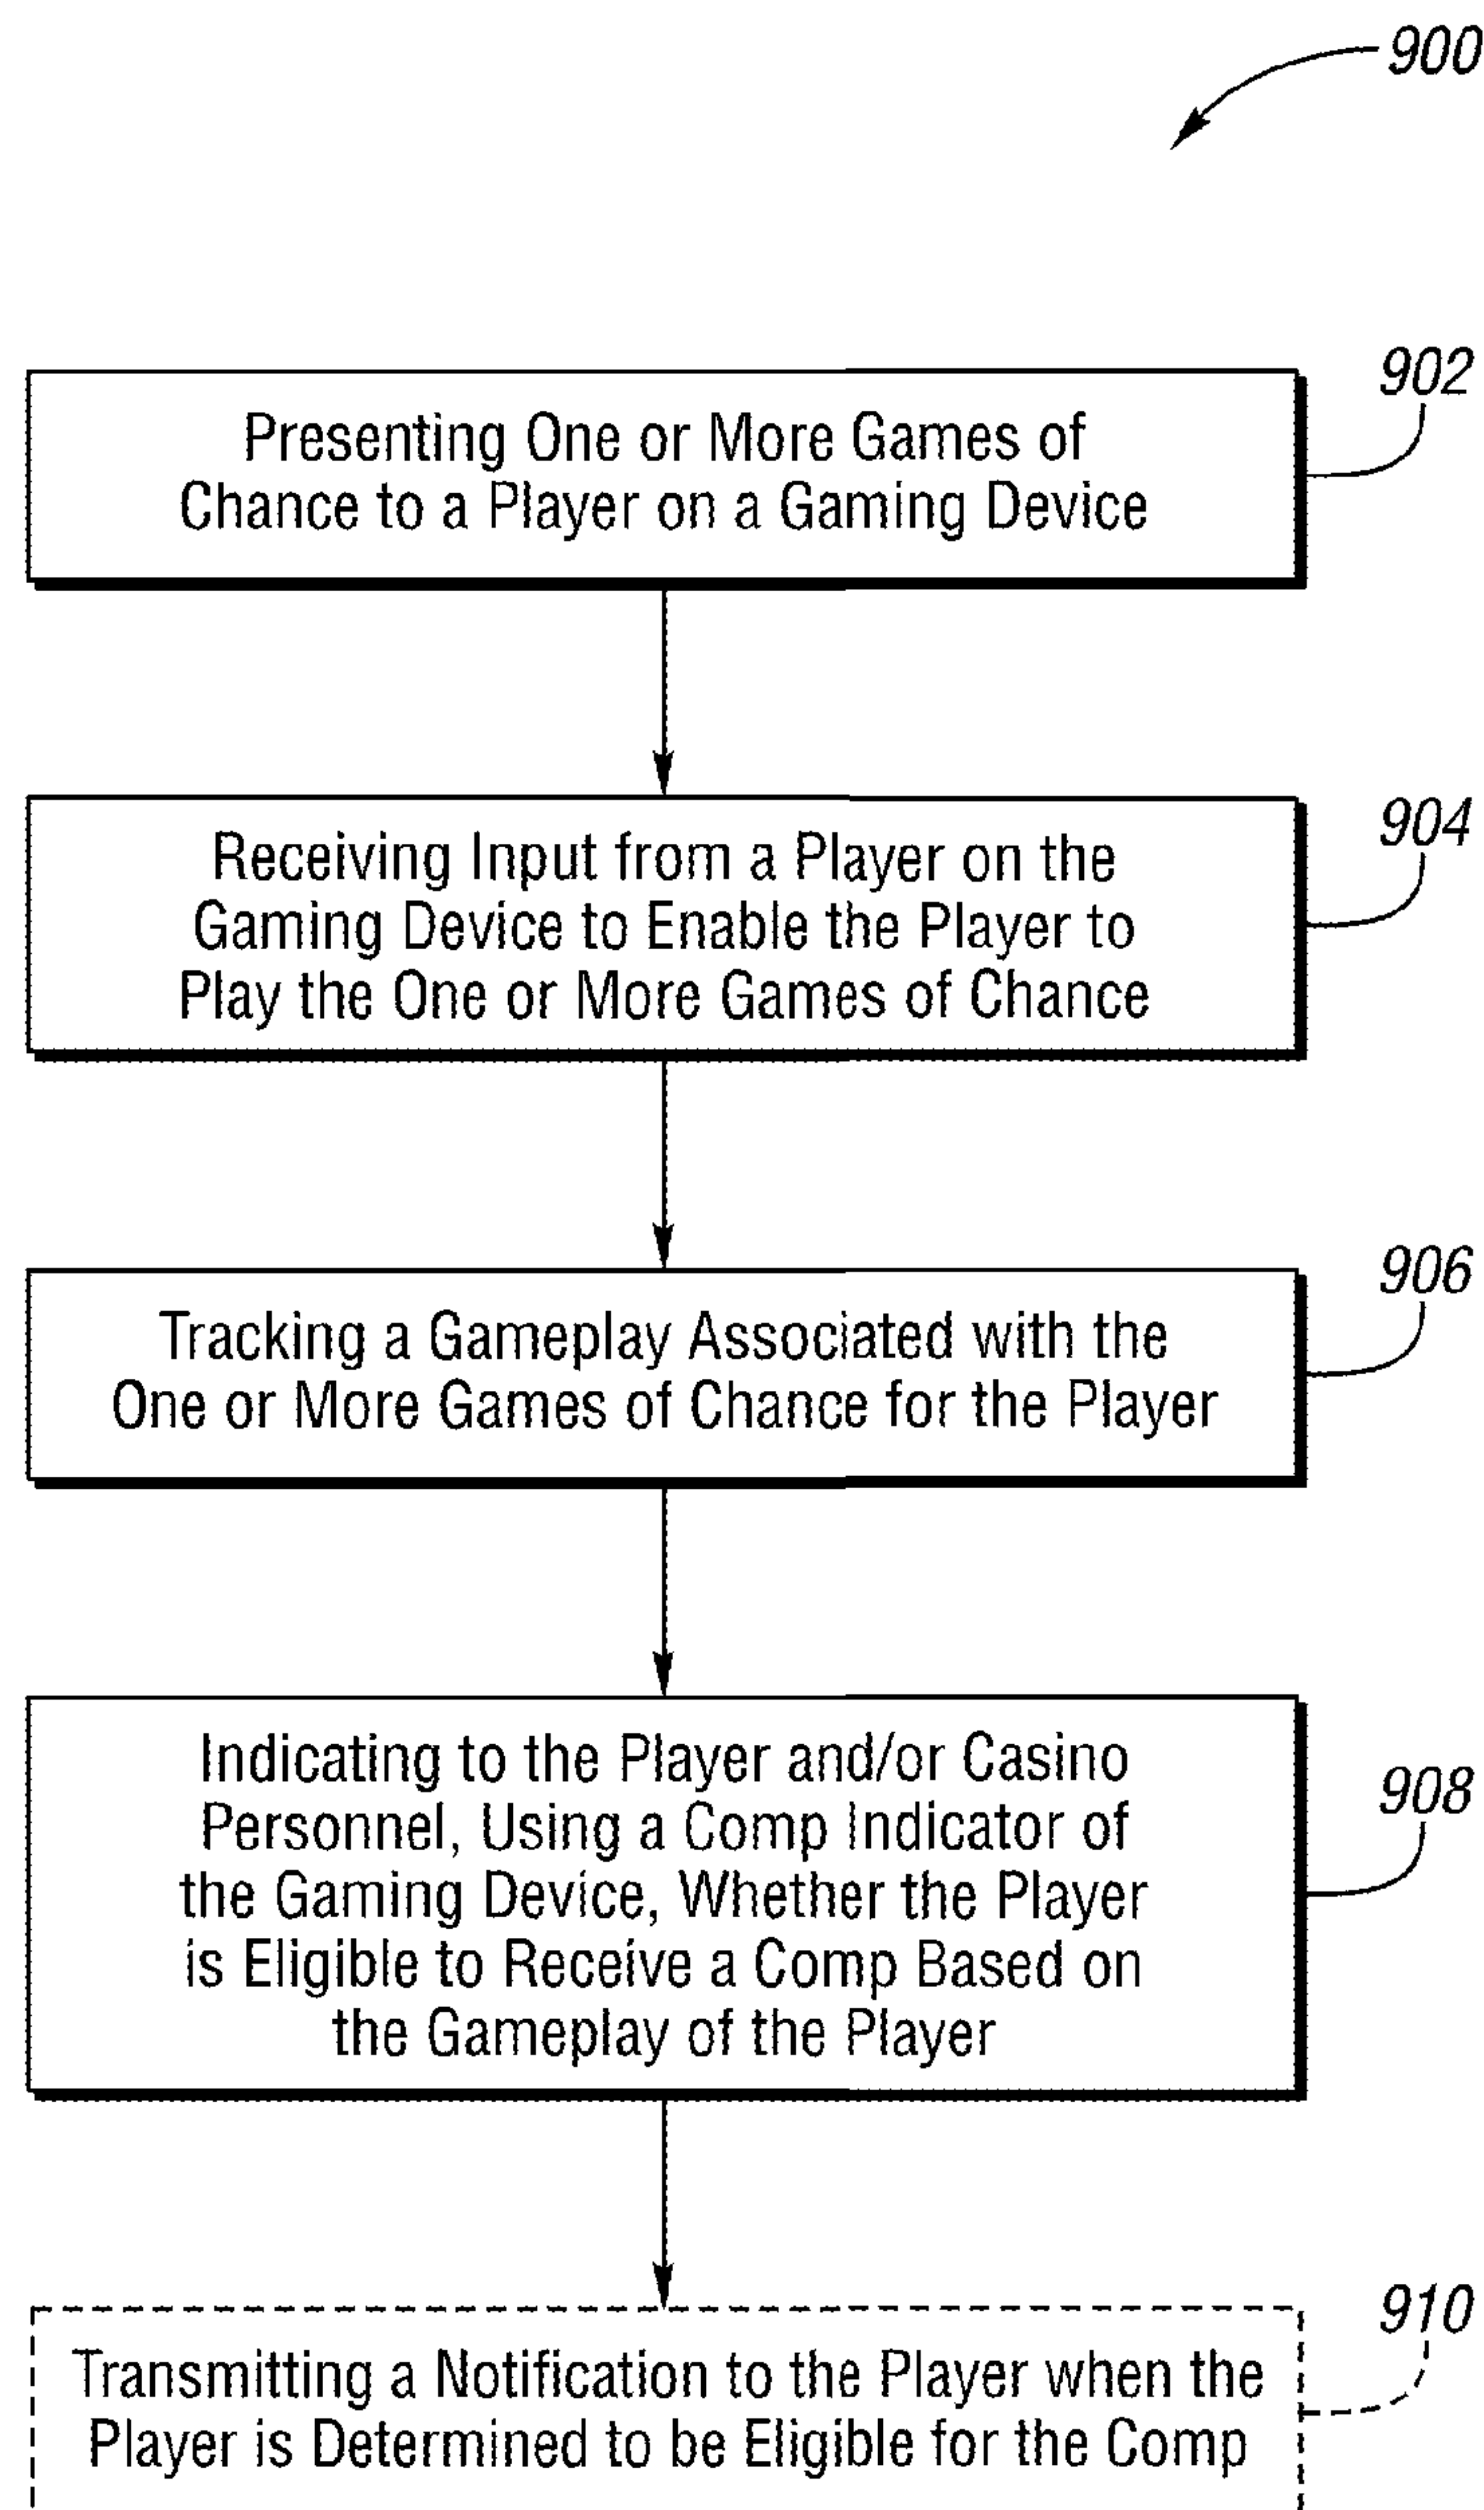 900
902
Presenting One or More Games of
Chance to a Player on a Gaming Device
904
Receiving Input from a Player on the
Gaming Device to Enable the Player to
Play the One or More Games of Chance
906
Tracking a Gameplay Associated with the
One or More Games of Chance for the Player
908
Indicating to the Player and/or Casino
Personnel, Using a Comp Indicator of
the Gaming Device, Whether the Player
is Eligible to Receive a Comp Based on
the Gameplay of the Player
910
Transmitting a Notification to the Player when the
Player is Determined to be Eligible for the Comp